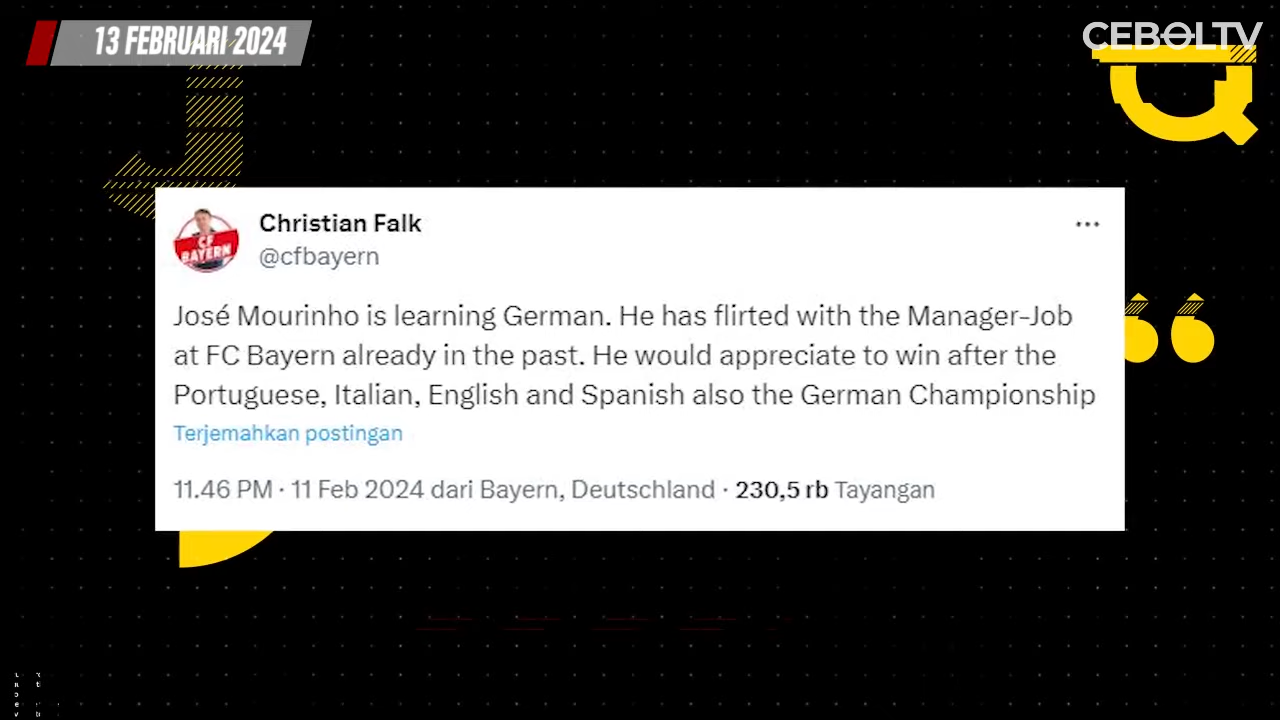 13 FEBRUARI 2024
CEBOLTV
CF
BAYERN
Christian Falk
@cfbayern
José Mourinho is learning German. He has flirted with the Manager-Job
at FC Bayern already in the past. He would appreciate to win after the
Portuguese, Italian, English and Spanish also the German Championship
Terjemahkan postingan
11.46 PM · 11 Feb 2024 dari Bayern, Deutschland · 230,5 rb Tayangan